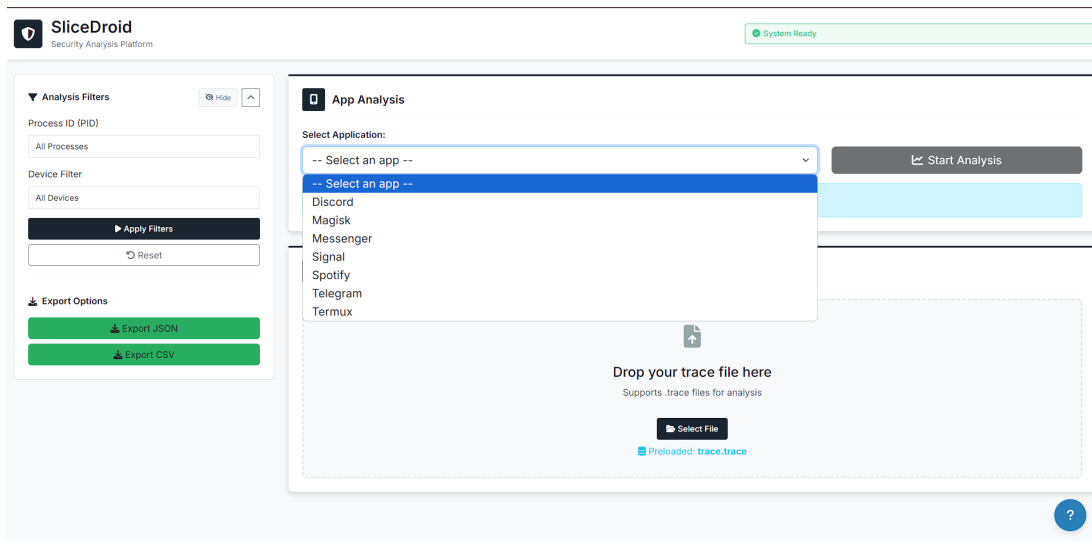 SliceDroid
Security Analysis Platform
System Ready
Analysis Filters
Hide
Process ID (PID)
All Processes
Device Filter
All Devices
Apply Filters
Reset
Export Options
Export JSON
Export CSV
App Analysis
Select Application:
-- Select an app --
Start Analysis
-- Select an app --
Discord
Magisk
Messenger
Signal
Spotify
Telegram
Termux
Drop your trace file here
Supports .trace files for analysis
Select File
Preloaded: trace.trace
?